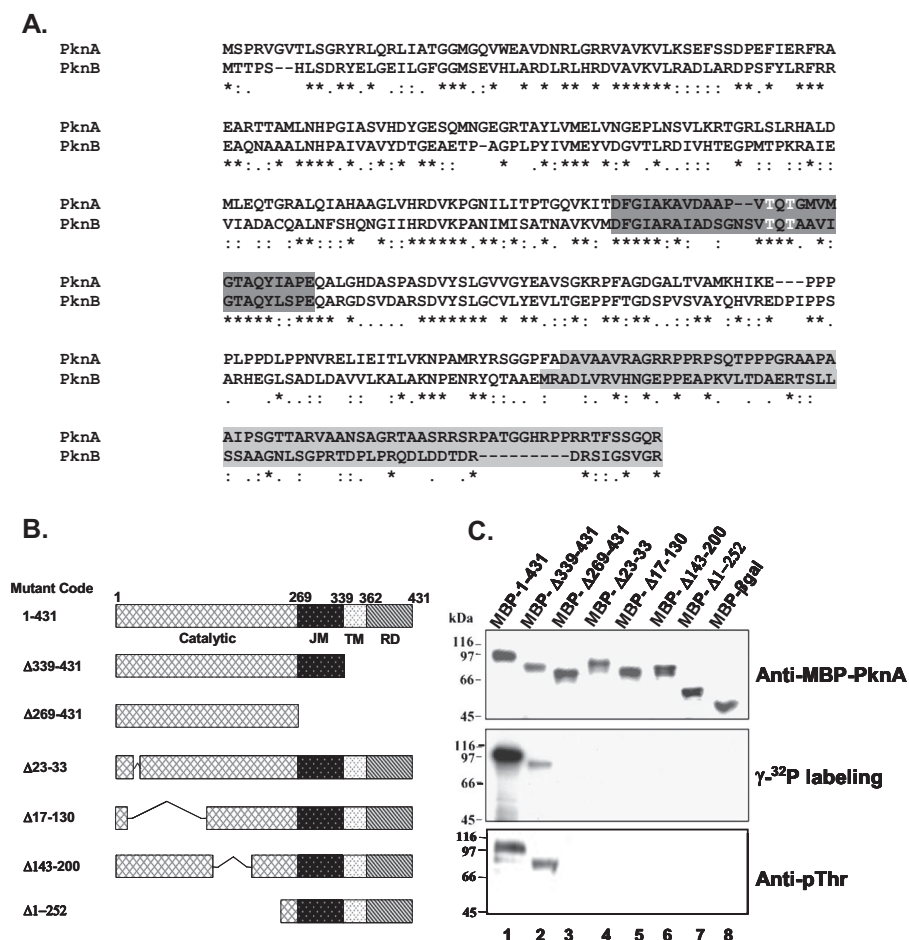 A.
PknA MSPRVGVTLSGRYRLQRLIATGGMGQVWEAVDNRLGRRVAVKVLKSEFSSDPEFIERFRA
PknB MTTPS--HLSDRYELGEILGFGGMSEVHLARDLRLHRDVAVKVLRADLARDPSFYLRFRR
PknA EARTTAMLNHPGIASVHDYGESQMNGEGRTAYLVMELVNGEPLNSVLKRTGRLSLRHALD
PknB EAQNAAALNHPAIVAVYDTGEAETP-AGPLPYIVMEYVDGVTLRDIVHTEGPMTPKRAIE
PknA MLEQTGRALQIAHAAGLVHRDVKPGNILITPTGQVKITDFGIAKAVDAAP--VTQTGMVM
PknB VIADACQALNFSHQNGIIHRDVKPANIMISATNAVKVMDFGIARAIADSGNSVTQTAAVI
PknA GTAQYIAPEQALGHDASPASDVYSLGVVGYEAVSGKRPFAGDGALTVAMKHIKE---PPP
PknB GTAQYLSPEQARGDSVDARSDVYSLGCVLYEVLTGEPPFTGDSPVSVAYQHVREDPIPPS
PknA PLPPDLPPNVRELIEITLVKNPAMRYRSGGPFADAVAAVRAGRRPPRPSQTPPPGRAAPA
PknB ARHEGLSADLDAVVLKALAKNPENRYQTAAEMRADLVRVHNGEPPEAPKVLTDAERTSLL
PknA AIPSGTTARVAANSAGRTAASRRSRPATGGHRPPRRTFSSGQR
PknB SSAAGNLSGPRTDPLPRQDLDDTDR---------DRSIGSVGR
B.
Mutant Code
1 269 339 362 431
1-431
Catalytic JM TM RD
Δ339-431
Δ269-431
Δ23-33
Δ17-130
Δ143-200
Δ1–252
C.
MBP-1-431
MBP- Δ339-431
MBP- Δ269-431
MBP- Δ23-33
MBP- Δ17-130
MBP- Δ143-200
MBP- Δ1–252
MBP-βgal
kDa
116
97
66
45
Anti-MBP-PknA
116
97
66
45
γ-³²P labeling
116
97
66
45
Anti-pThr
1 2 3 4 5 6 7 8